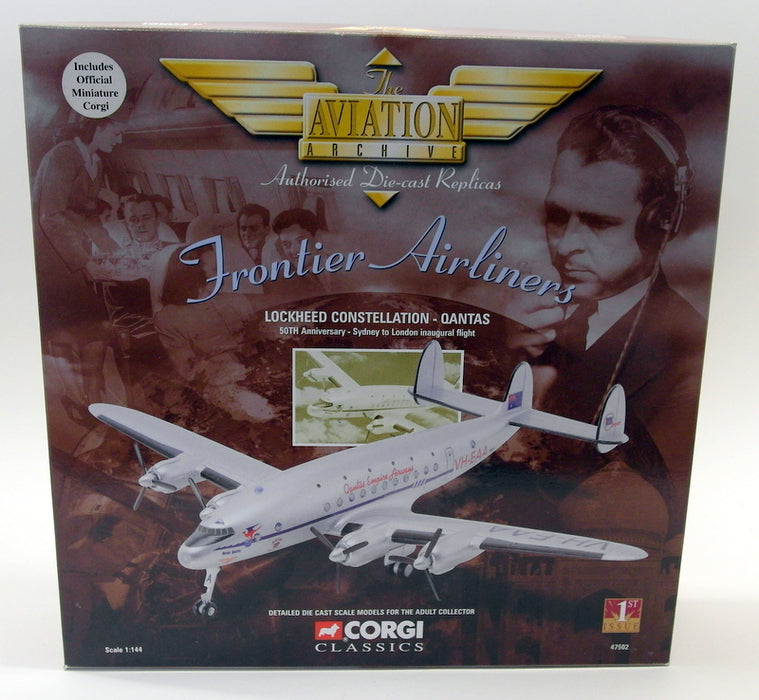 Includes
Official
Miniature
Corgi
The
AVIATION
ARCHIVE
Authorised Die-cast Replicas
Frontier Airliners
LOCKHEED CONSTELLATION - QANTAS
50TH Anniversary - Sydney to London inaugural flight
Qantas Empire Airways
VH-EAA
VH-EAA
DETAILED DIE CAST SCALE MODELS FOR THE ADULT COLLECTOR
CORGI
CLASSICS
1ST
ISSUE
Scale 1:144
47502